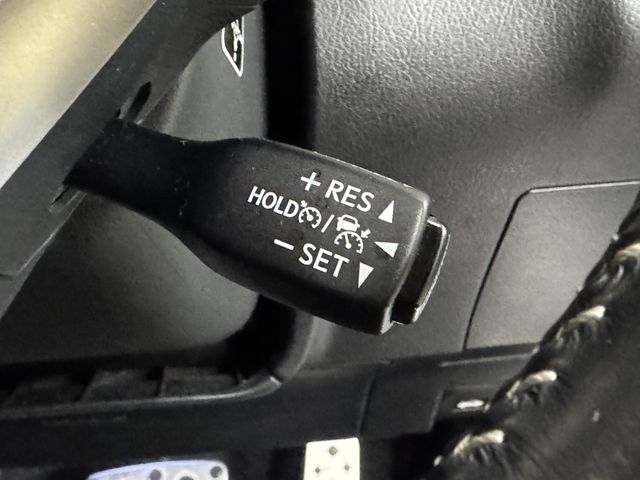 + RES
HOLD /
− SET